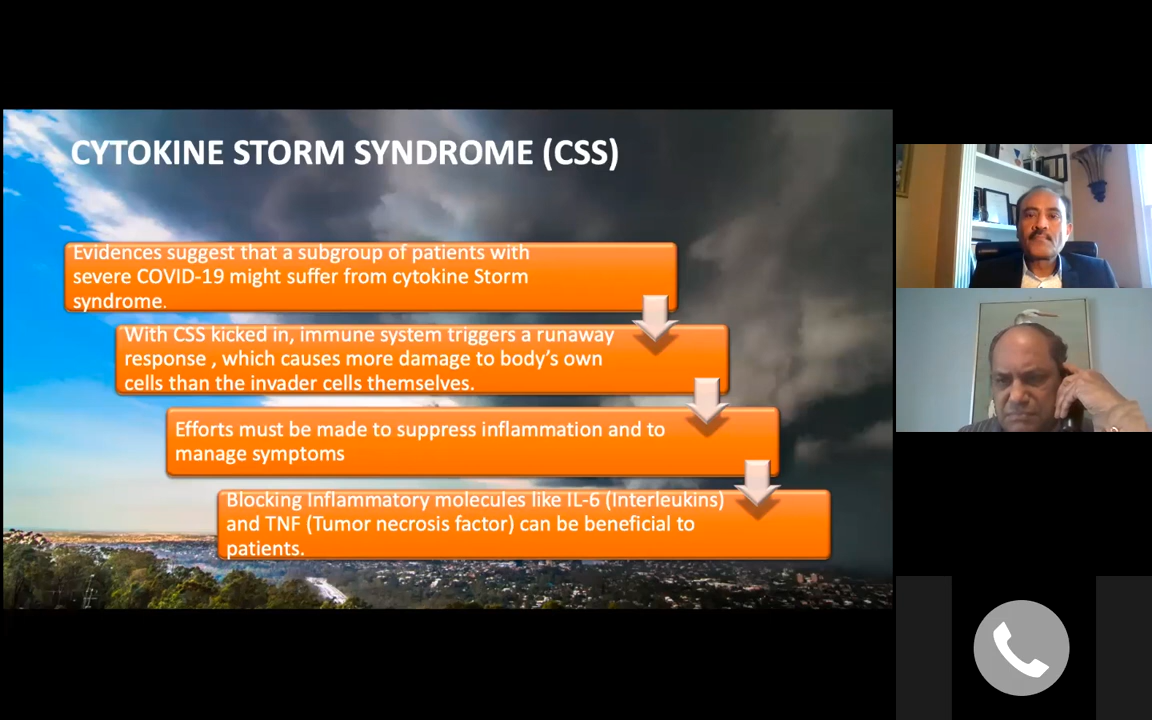 CYTOKINE STORM SYNDROME (CSS)
Evidences suggest that a subgroup of patients with
severe COVID-19 might suffer from cytokine Storm
syndrome.
With CSS kicked in, immune system triggers a runaway
response , which causes more damage to body’s own
cells than the invader cells themselves.
Efforts must be made to suppress inflammation and to
manage symptoms
Blocking Inflammatory molecules like IL-6 (Interleukins)
and TNF (Tumor necrosis factor) can be beneficial to
patients.